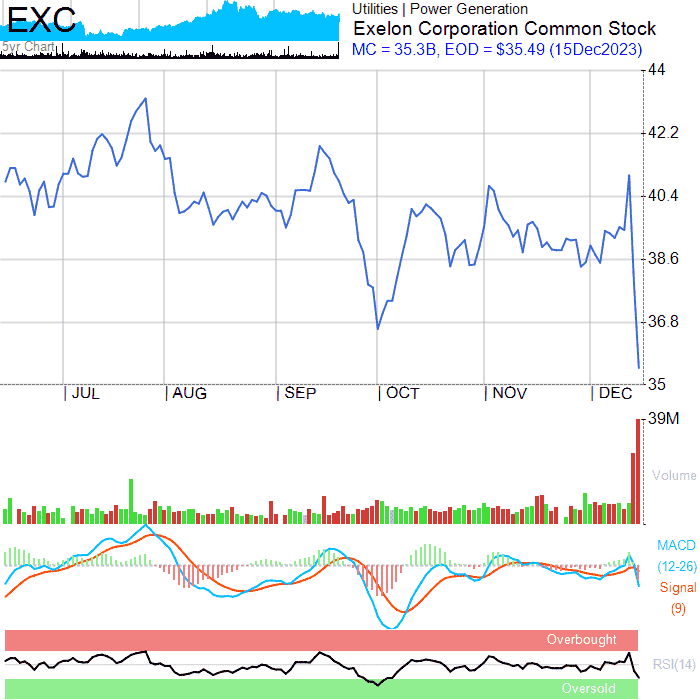 EXC
5yr Chart
Utilities | Power Generation
Exelon Corporation Common Stock
MC = 35.3B, EOD = $35.49 (15Dec2023)
44
42.2
40.4
38.6
36.8
35
| JUL | AUG | SEP | OCT | NOV | DEC
39M
Volume
MACD
(12-26)
Signal
(9)
Overbought
RSI(14)
Oversold